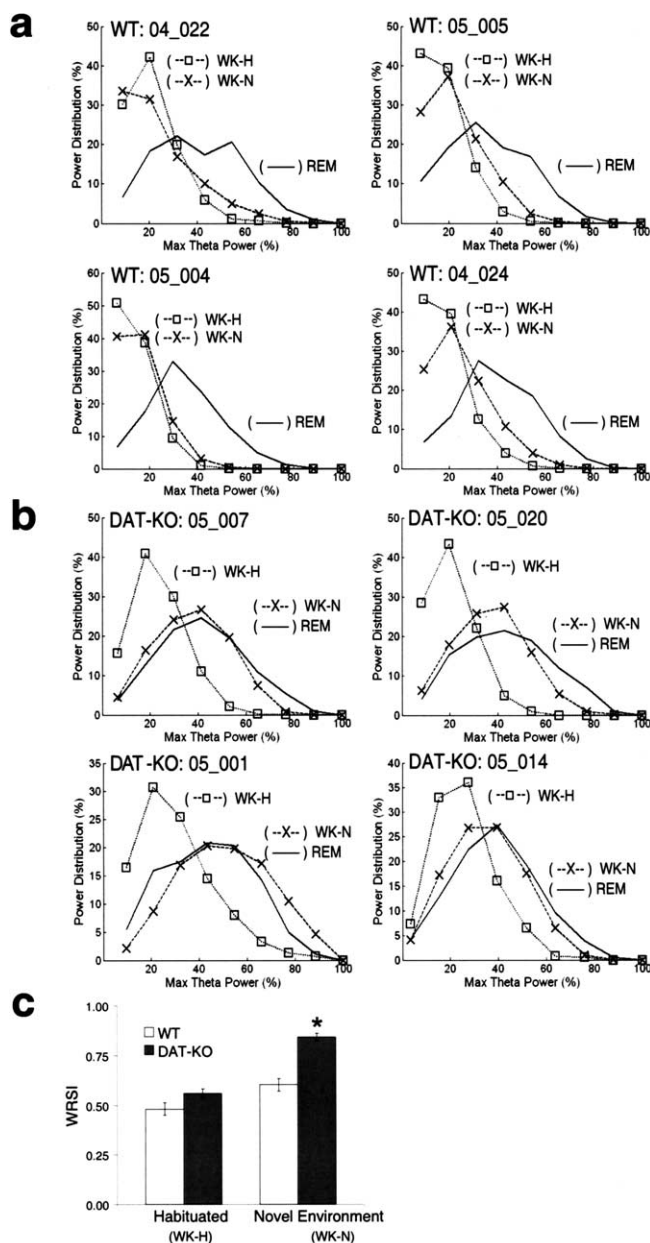 a
WT: 04_022
50
40
30
20
10
0
Power Distribution (%)
(--□--) WK-H
(--X--) WK-N
(——) REM
20 40 60 80 100
Max Theta Power (%)
WT: 05_005
50
40
30
20
10
0
Power Distribution (%)
(--□--) WK-H
(--X--) WK-N
(——) REM
20 40 60 80 100
Max Theta Power (%)
WT: 05_004
60
50
40
30
20
10
0
Power Distribution (%)
(--□--) WK-H
(--X--) WK-N
(——) REM
20 40 60 80 100
Max Theta Power (%)
WT: 04_024
50
40
30
20
10
0
Power Distribution (%)
(--□--) WK-H
(--X--) WK-N
(——) REM
20 40 60 80 100
Max Theta Power (%)
b
DAT-KO: 05_007
50
40
30
20
10
0
Power Distribution (%)
(--□--) WK-H
(--X--) WK-N
(——) REM
20 40 60 80 100
Max Theta Power (%)
DAT-KO: 05_020
50
40
30
20
10
0
Power Distribution (%)
(--□--) WK-H
(--X--) WK-N
(——) REM
20 40 60 80 100
Max Theta Power (%)
DAT-KO: 05_001
35
30
25
20
15
10
5
0
Power Distribution (%)
(--□--) WK-H
(--X--) WK-N
(——) REM
20 40 60 80 100
Max Theta Power (%)
DAT-KO: 05_014
40
35
30
25
20
15
10
5
0
Power Distribution (%)
(--□--) WK-H
(--X--) WK-N
(——) REM
20 40 60 80 100
Max Theta Power (%)
c
1.00
0.75
0.50
0.25
0.00
WRSI
WT
DAT-KO
*
Habituated Novel Environment
(WK-H) (WK-N)